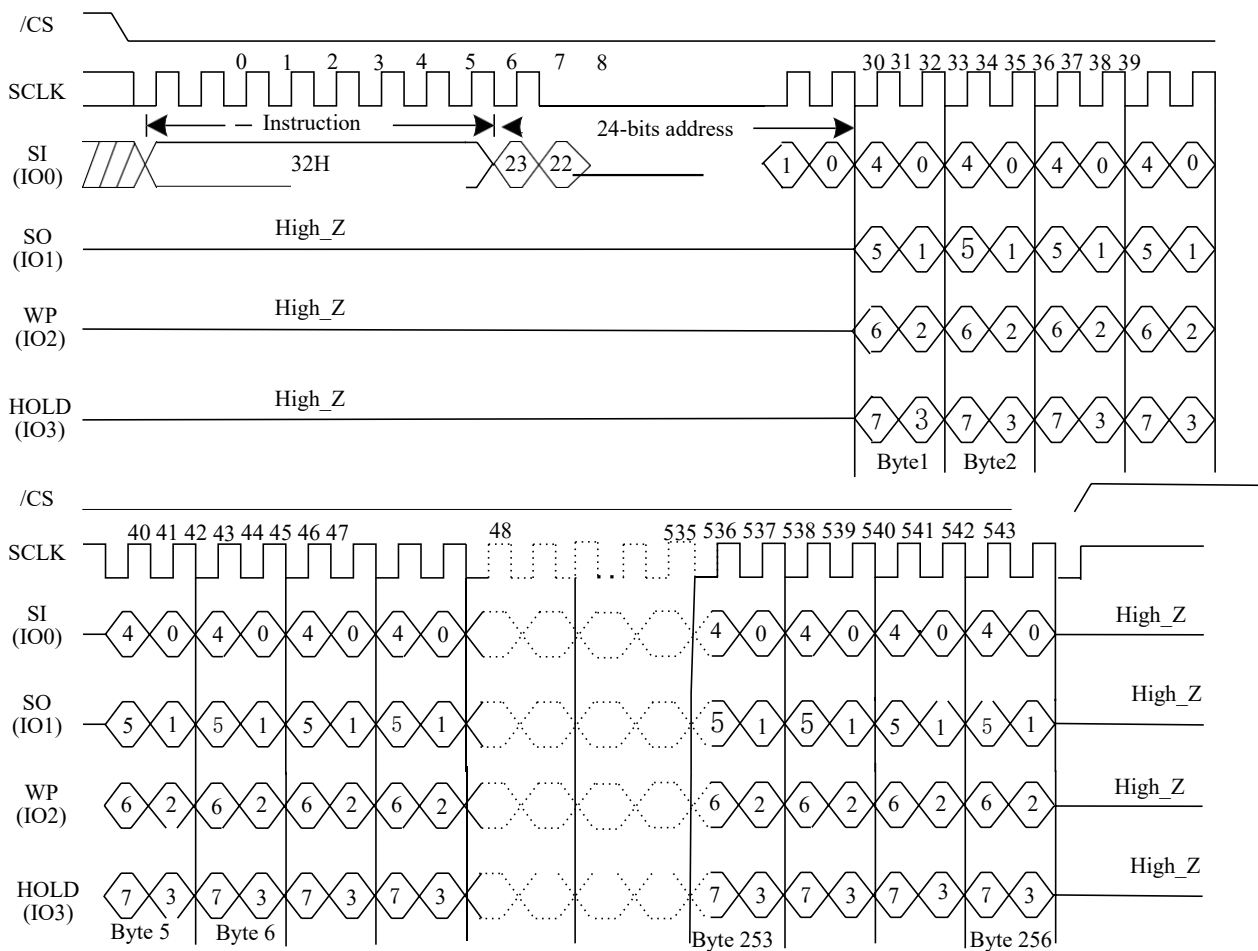 /CS
0 1 2 3 4 5 6 7 8 30 31 32 33 34 35 36 37 38 39
SCLK
Instruction 24-bits address
SI
(IO0)
32H 23 22 1 0 4 0 4 0 4 0 4 0
High_Z
SO
(IO1)
5 1 5 1 5 1 5 1
High_Z
WP
(IO2)
6 2 6 2 6 2 6 2
High_Z
HOLD
(IO3)
7 3 7 3 7 3 7 3
Byte1 Byte2
/CS
40 41 42 43 44 45 46 47 48 535 536 537 538 539 540 541 542 543
SCLK
SI
(IO0)
4 0 4 0 4 0 4 0 4 0 4 0 4 0 4 0 High_Z
SO
(IO1)
5 1 5 1 5 1 5 1 5 1 5 1 5 1 5 1 High_Z
WP
(IO2)
6 2 6 2 6 2 6 2 6 2 6 2 6 2 6 2 High_Z
HOLD
(IO3)
7 3 7 3 7 3 7 3 7 3 7 3 7 3 7 3 High_Z
Byte 5 Byte 6 Byte 253 Byte 256